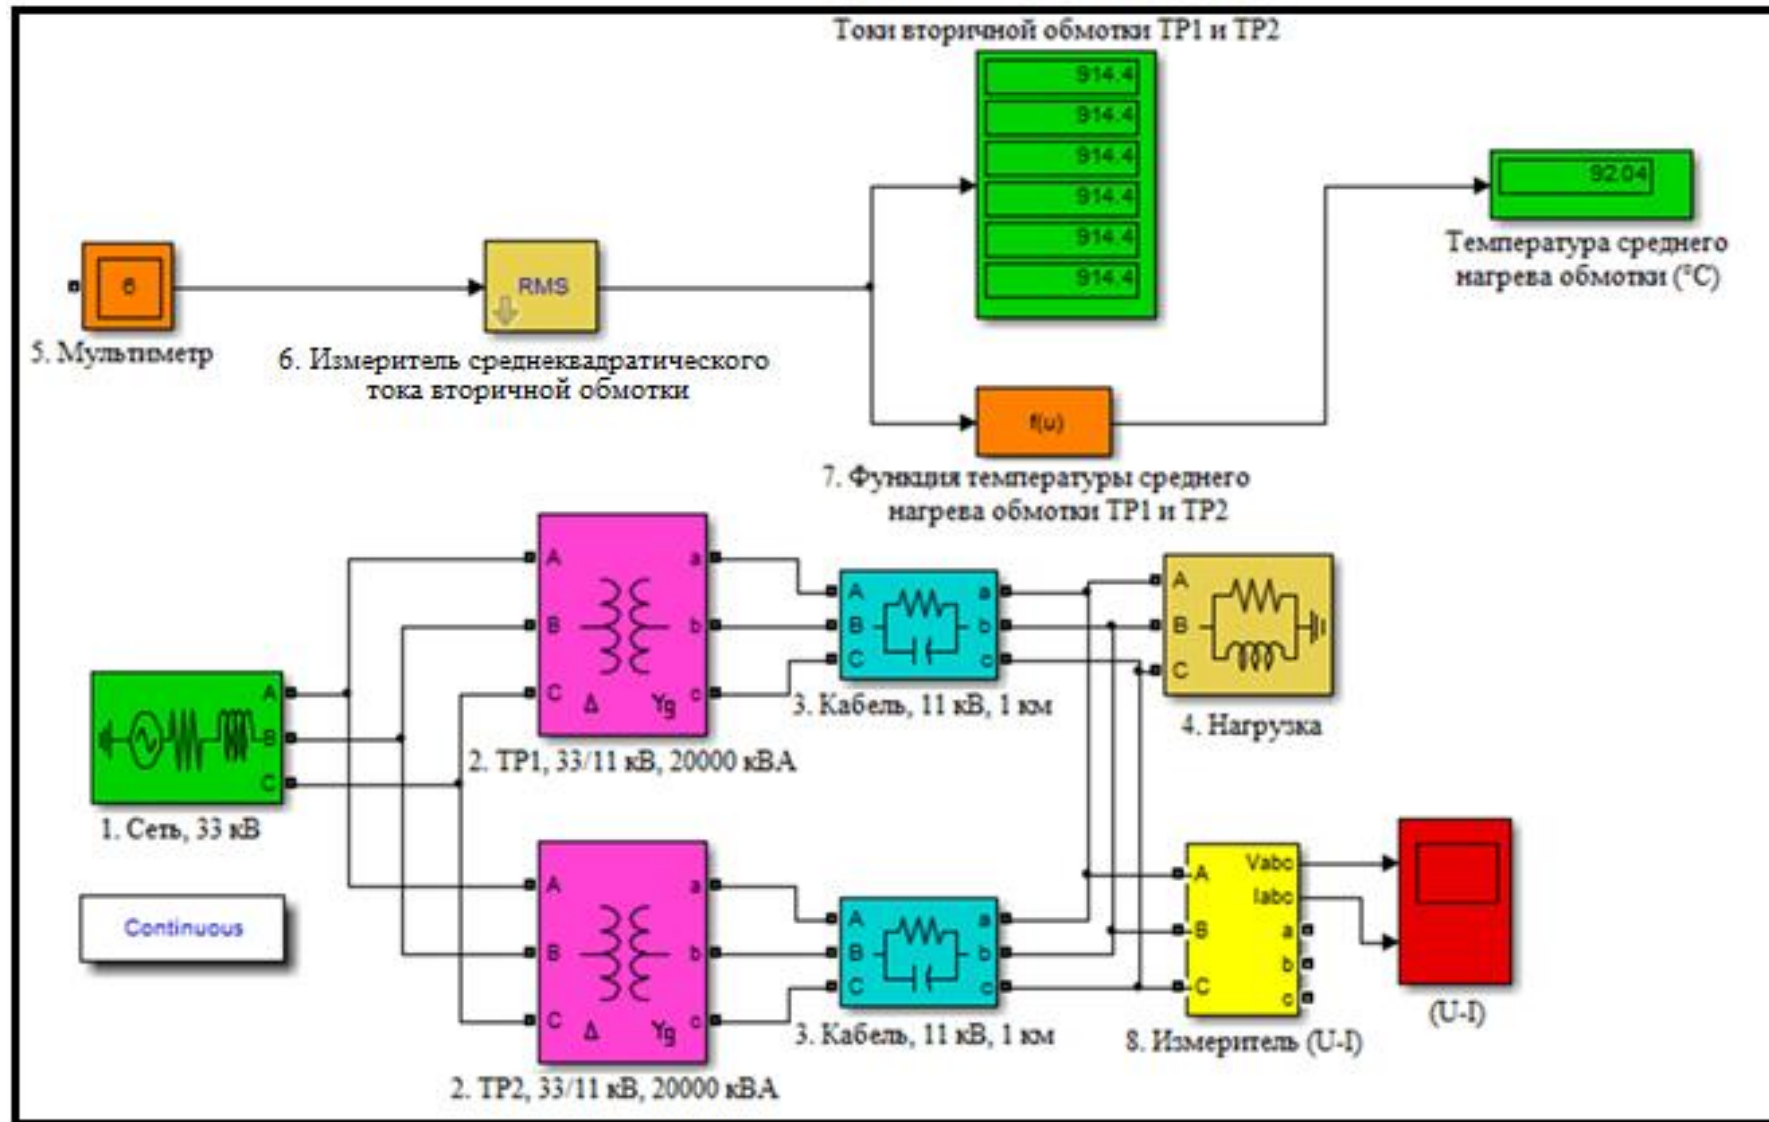 Токи вторичной обмотки ТР1 и ТР2
914.4
914.4
914.4
914.4
914.4
914.4
92.04
Температура среднего
нагрева обмотки (°C)
6
5. Мультиметр
RMS
6. Измеритель среднеквадратического
тока вторичной обмотки
f(u)
7. Функция температуры среднего
нагрева обмотки ТР1 и ТР2
A
B
C
1. Сеть, 33 кВ
Continuous
A
B
C
a
b
c
Δ
Yg
2. ТР1, 33/11 кВ, 20000 кВА
A
B
C
a
b
c
3. Кабель, 11 кВ, 1 км
A
B
C
4. Нагрузка
A
B
C
a
b
c
Δ
Yg
2. ТР2, 33/11 кВ, 20000 кВА
A
B
C
a
b
c
3. Кабель, 11 кВ, 1 км
A
B
C
Vabc
Iabc
a
b
c
8. Измеритель (U-I)
(U-I)